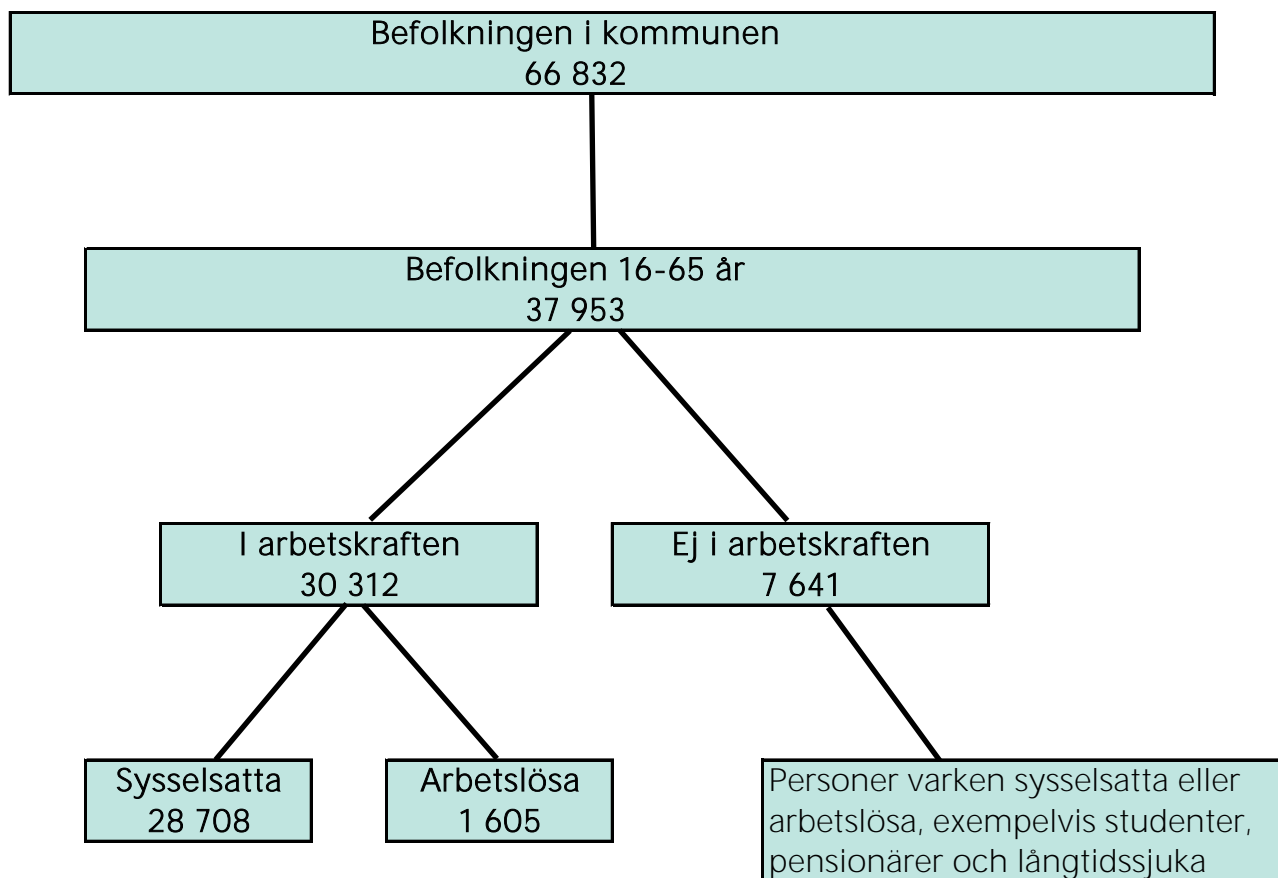 Befolkningen i kommunen
66 832
Befolkningen 16-65 år
37 953
I arbetskraften
30 312
Ej i arbetskraften
7 641
Sysselsatta
28 708
Arbetslösa
1 605
Personer varken sysselsatta eller
arbetslösa, exempelvis studenter,
pensionärer och långtidssjuka